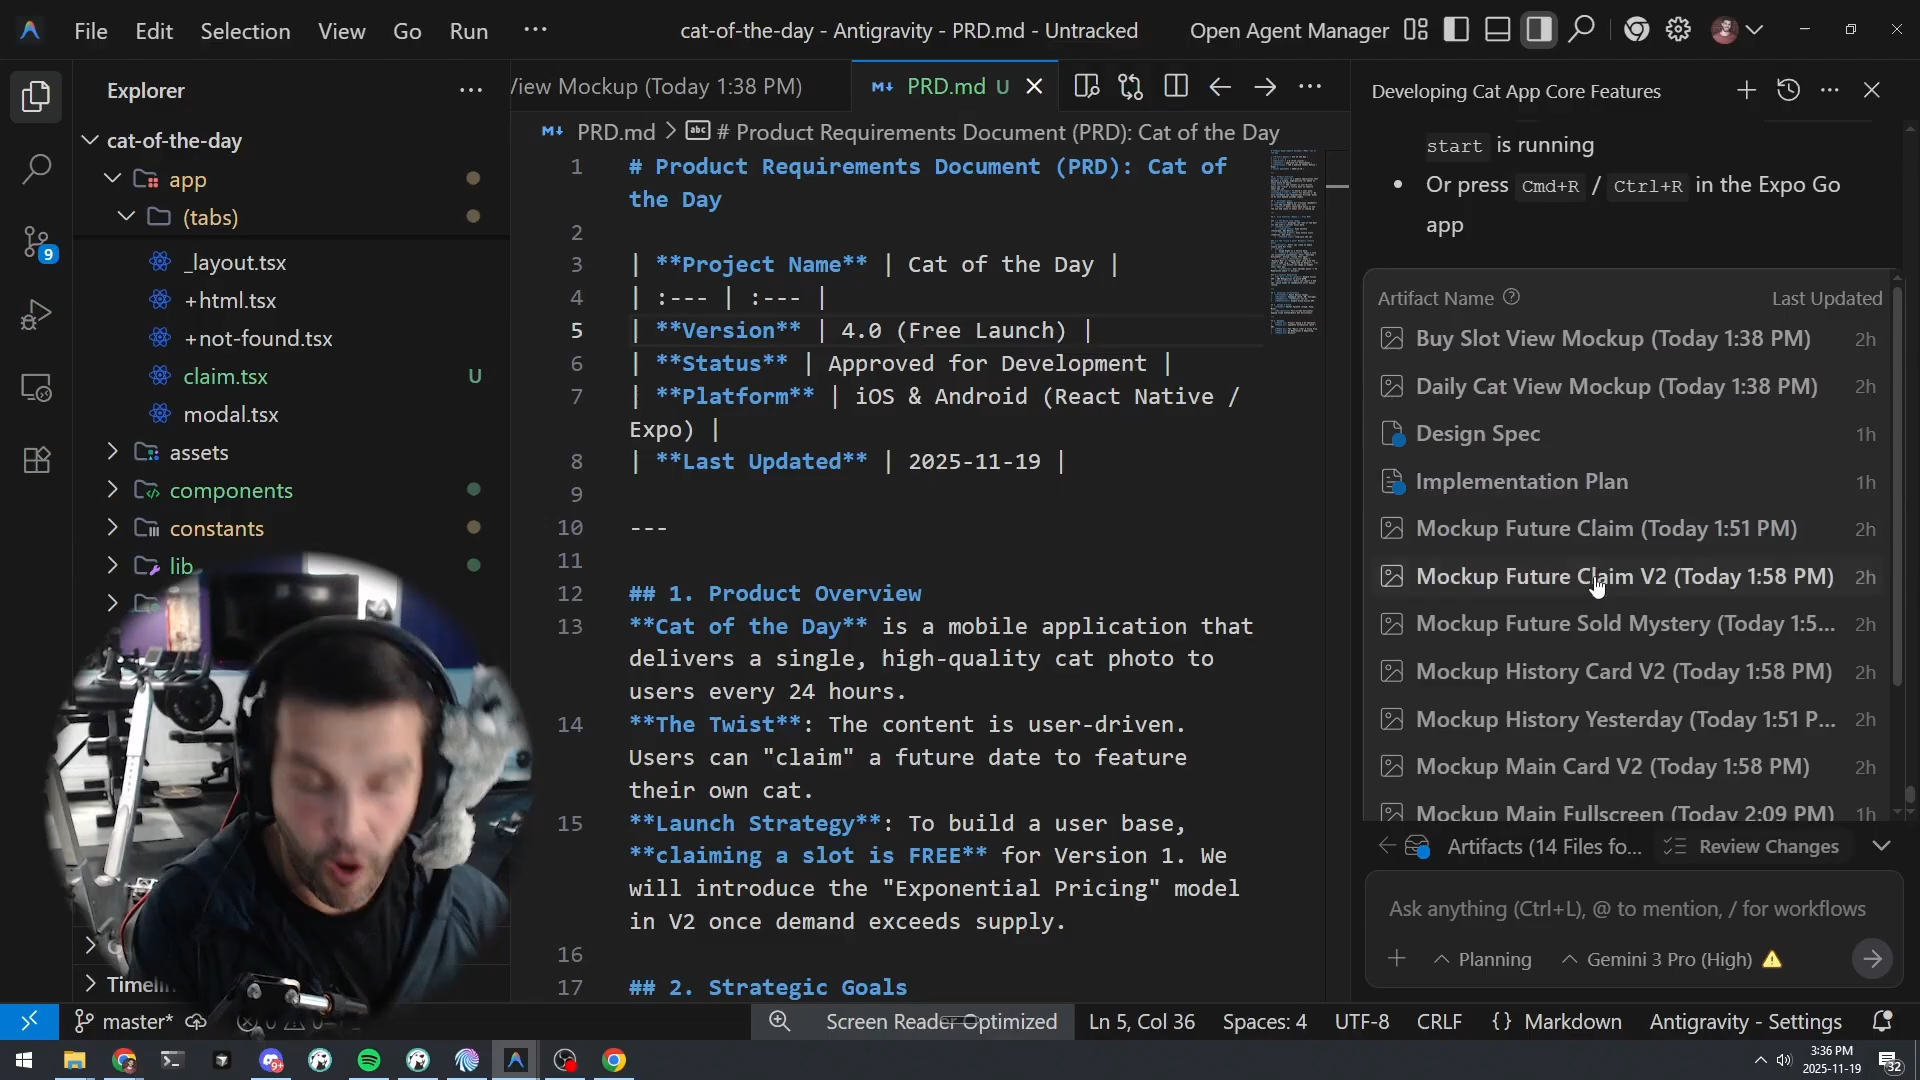 File Edit Selection View Go Run ...
cat-of-the-day - Antigravity - PRD.md - Untracked
Open Agent Manager
Explorer
cat-of-the-day
app
(tabs)
_layout.tsx
+html.tsx
+not-found.tsx
claim.tsx U
modal.tsx
assets
components
constants
lib
9
View Mockup (Today 1:38 PM)
PRD.md U
PRD.md > # Product Requirements Document (PRD): Cat of the Day
1 # Product Requirements Document (PRD): Cat of
the Day
2
3 | **Project Name** | Cat of the Day |
4 | :--- | :--- |
5 | **Version** | 4.0 (Free Launch) |
6 | **Status** | Approved for Development |
7 | **Platform** | iOS & Android (React Native /
Expo) |
8 | **Last Updated** | 2025-11-19 |
9
10 ---
11
12 ## 1. Product Overview
13 **Cat of the Day** is a mobile application that
delivers a single, high-quality cat photo to
users every 24 hours.
14 **The Twist**: The content is user-driven.
Users can "claim" a future date to feature
their own cat.
15 **Launch Strategy**: To build a user base,
**claiming a slot is FREE** for Version 1. We
will introduce the "Exponential Pricing" model
in V2 once demand exceeds supply.
16
17 ## 2. Strategic Goals
Developing Cat App Core Features
start is running
• Or press Cmd+R / Ctrl+R in the Expo Go
app
Artifact Name Last Updated
Buy Slot View Mockup (Today 1:38 PM) 2h
Daily Cat View Mockup (Today 1:38 PM) 2h
Design Spec 1h
Implementation Plan 1h
Mockup Future Claim (Today 1:51 PM) 2h
Mockup Future Claim V2 (Today 1:58 PM) 2h
Mockup Future Sold Mystery (Today 1:5... 2h
Mockup History Card V2 (Today 1:58 PM) 2h
Mockup History Yesterday (Today 1:51 P... 2h
Mockup Main Card V2 (Today 1:58 PM) 2h
Mockup Main Fullscreen (Today 2:09 PM) 1h
Artifacts (14 Files fo... Review Changes
Ask anything (Ctrl+L), @ to mention, / for workflows
Planning Gemini 3 Pro (High)
master*
Screen Reader Optimized Ln 5, Col 36 Spaces: 4 UTF-8 CRLF {} Markdown Antigravity - Settings
3:36 PM
2025-11-19
32